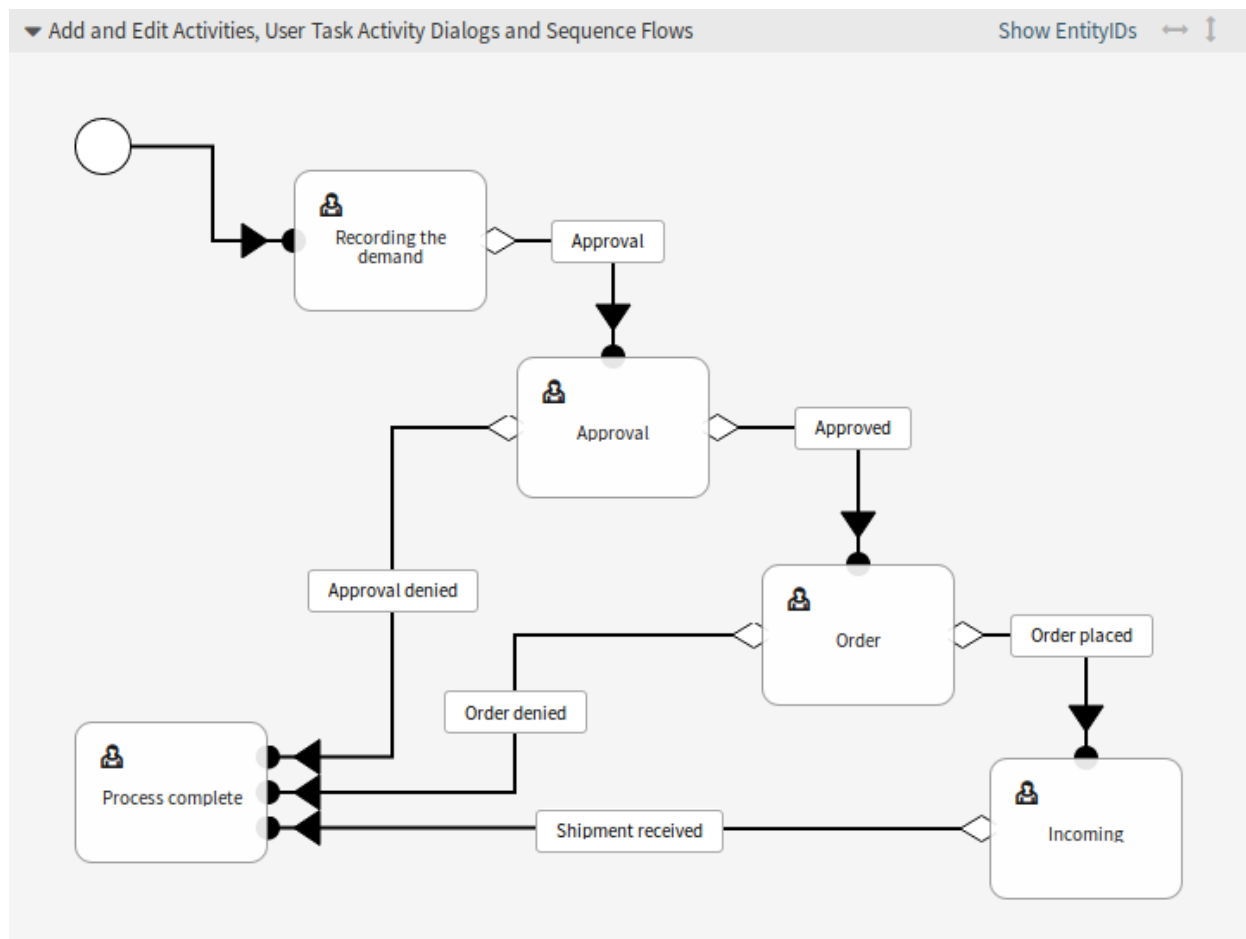 Add and Edit Activities, User Task Activity Dialogs and Sequence Flows
Show EntityIDs
Recording the
demand
Approval
Approval
Approved
Approval denied
Order
Order placed
Order denied
Process complete
Shipment received
Incoming